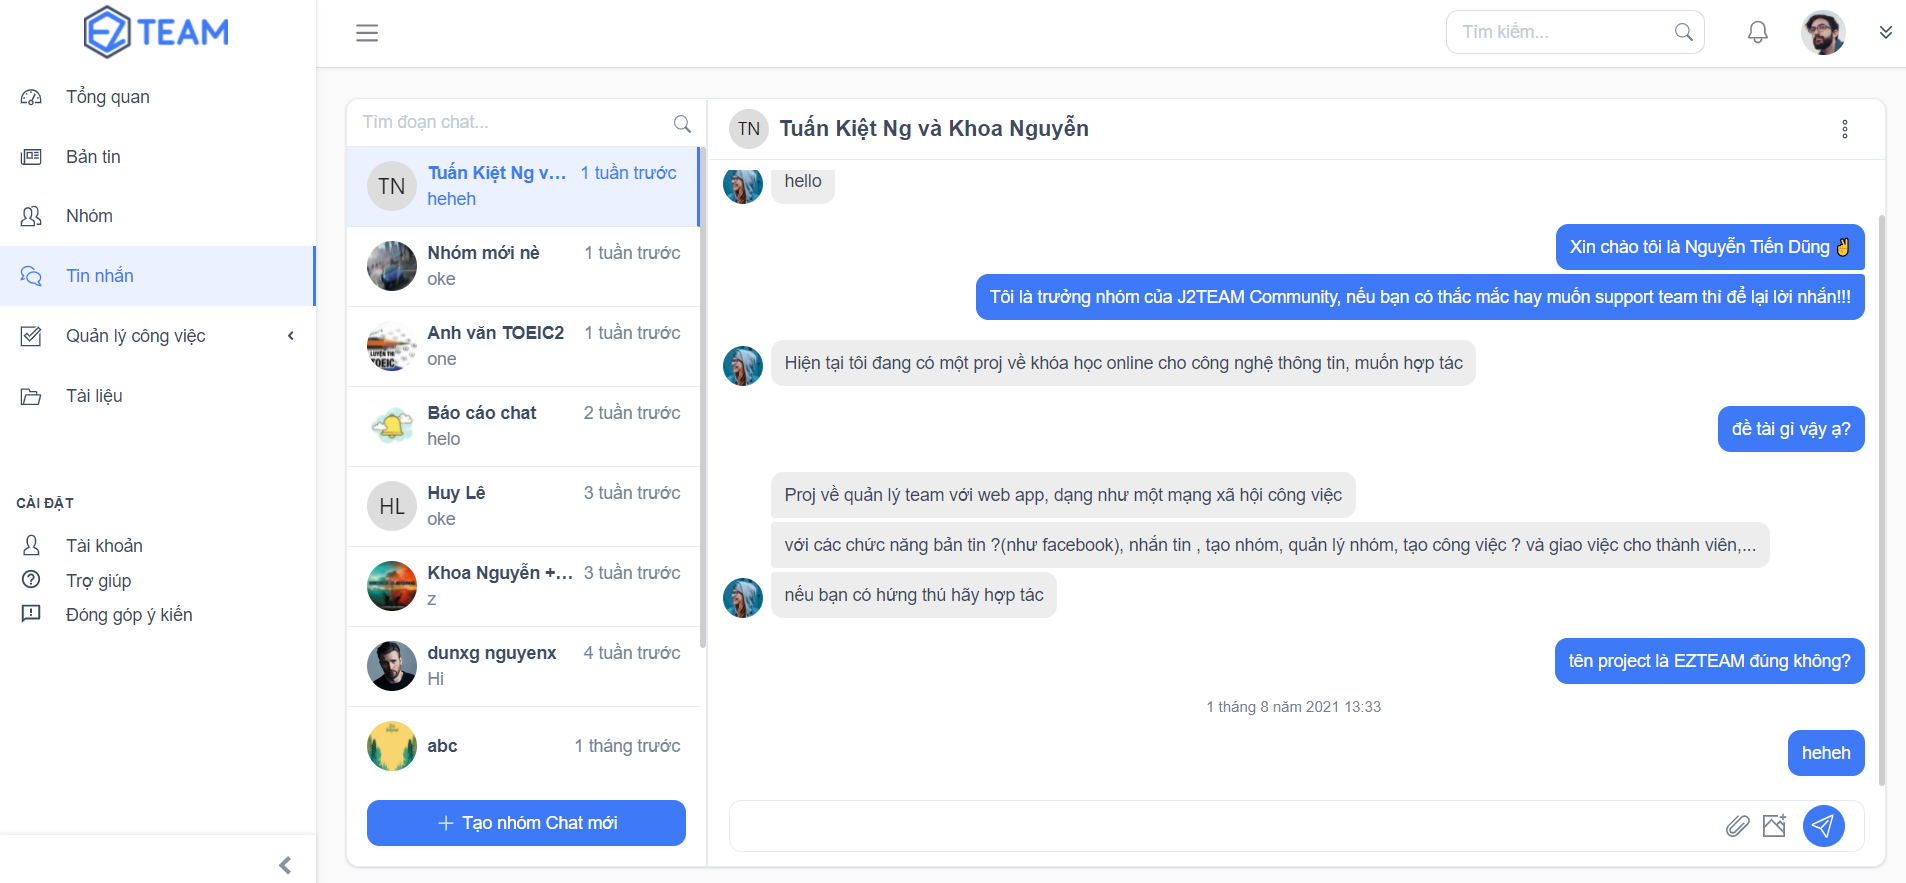 EZ TEAM
Tìm kiếm...
Tổng quan
Bản tin
Nhóm
Tin nhắn
Quản lý công việc
Tài liệu
CÀI ĐẶT
Tài khoản
Trợ giúp
Đóng góp ý kiến
Tìm đoạn chat...
TN
Tuấn Kiệt Ng v... 1 tuần trước
heheh
Nhóm mới nè 1 tuần trước
oke
LUYỆN THI
TOEIC
Anh văn TOEIC2 1 tuần trước
one
Báo cáo chat 2 tuần trước
helo
HL
Huy Lê 3 tuần trước
oke
Khoa Nguyễn +... 3 tuần trước
z
dunxg nguyenx 4 tuần trước
Hi
abc 1 tháng trước
+ Tạo nhóm Chat mới
TN Tuấn Kiệt Ng và Khoa Nguyễn
hello
Xin chào tôi là Nguyễn Tiến Dũng ✌
Tôi là trưởng nhóm của J2TEAM Community, nếu bạn có thắc mắc hay muốn support team thì để lại lời nhắn!!!
Hiện tại tôi đang có một proj về khóa học online cho công nghệ thông tin, muốn hợp tác
đề tài gì vậy ạ?
Proj về quản lý team với web app, dạng như một mạng xã hội công việc
với các chức năng bản tin ?(như facebook), nhắn tin , tạo nhóm, quản lý nhóm, tạo công việc ? và giao việc cho thành viên,...
nếu bạn có hứng thú hãy hợp tác
tên project là EZTEAM đúng không?
1 tháng 8 năm 2021 13:33
heheh